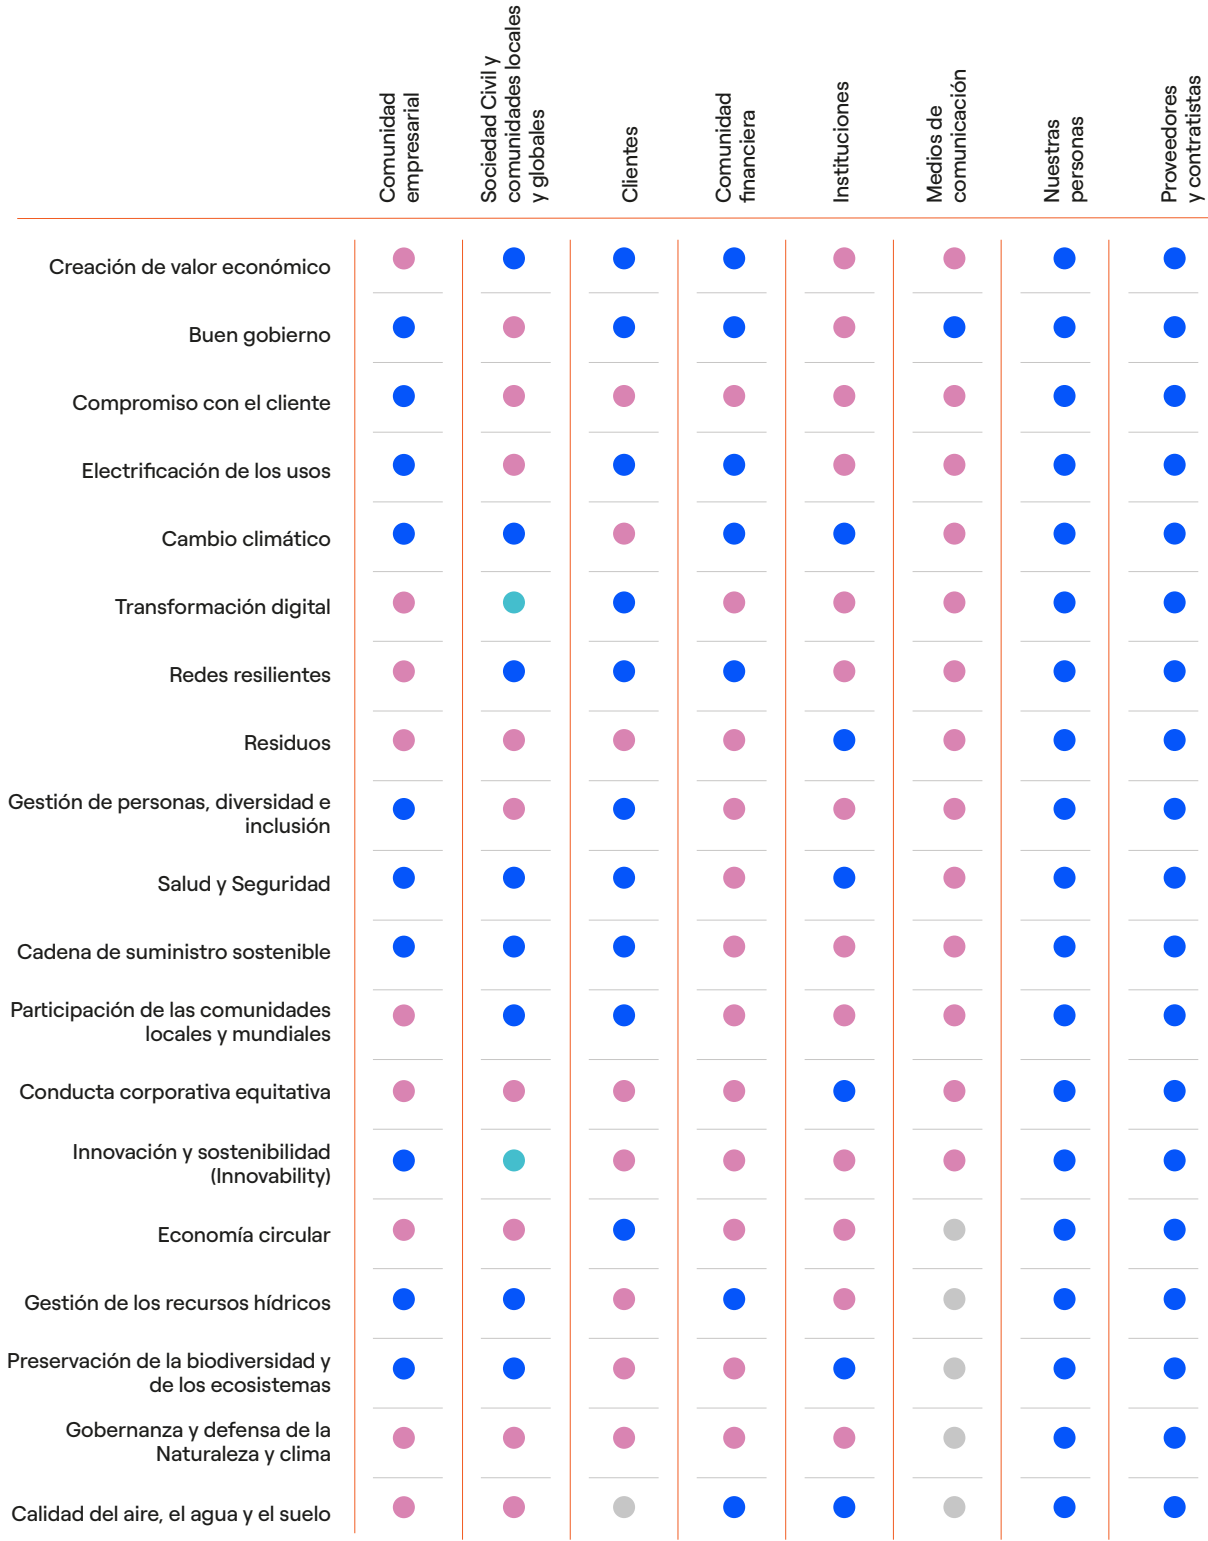 Comunidad
empresarial
Sociedad Civil y
comunidades locales
y globales
Clientes
Comunidad
financiera
Instituciones
Medios de
comunicación
Nuestras
personas
Proveedores
y contratistas
Creación de valor económico
Buen gobierno
Compromiso con el cliente
Electrificación de los usos
Cambio climático
Transformación digital
Redes resilientes
Residuos
Gestión de personas, diversidad e
inclusión
Salud y Seguridad
Cadena de suministro sostenible
Participación de las comunidades
locales y mundiales
Conducta corporativa equitativa
Innovación y sostenibilidad
(Innovability)
Economía circular
Gestión de los recursos hídricos
Preservación de la biodiversidad y
de los ecosistemas
Gobernanza y defensa de la
Naturaleza y clima
Calidad del aire, el agua y el suelo